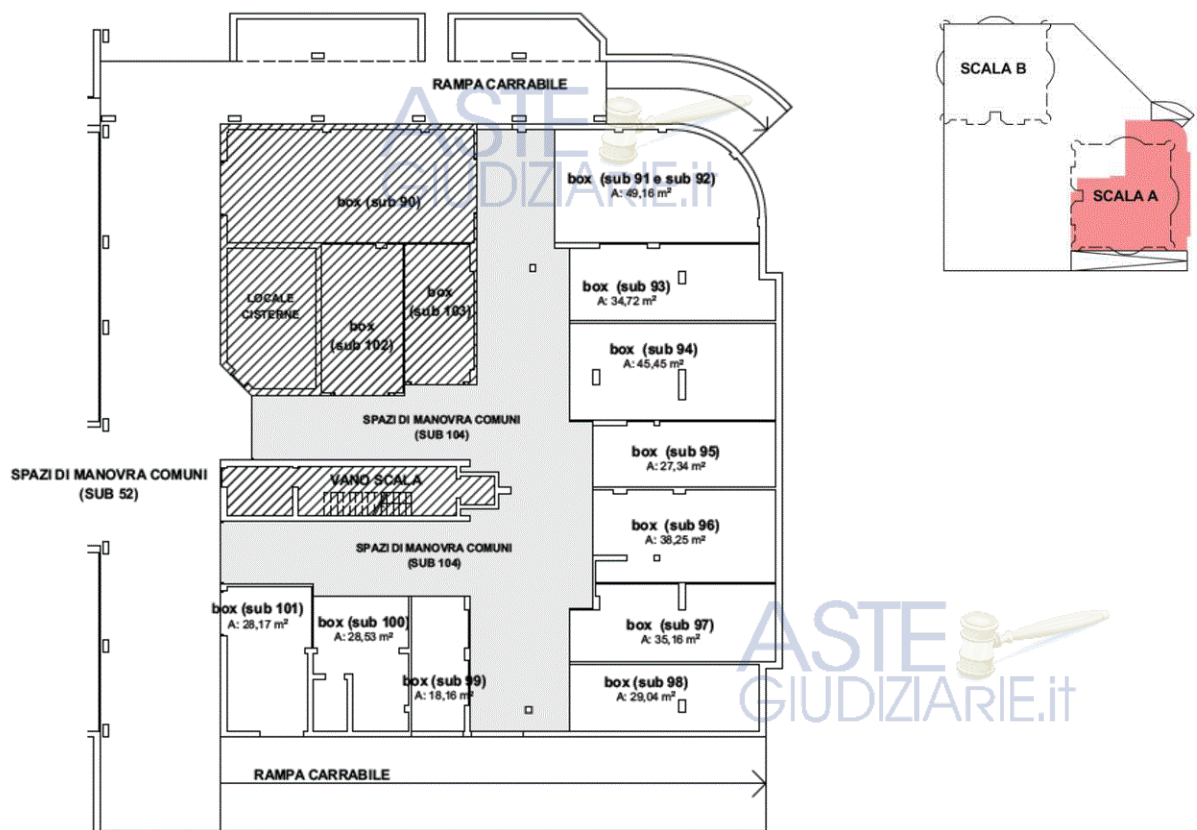 RAMPA CARRABILE
SCALA B
SCALA A
ASTE
GIUDIZIARIE.it
box (sub 91 e sub 92)
A: 49,16 m²
box (sub 90)
box (sub 93)
A: 34,72 m²
LOCALE
CISTERNE
box
(sub 102)
box
(sub 103)
box (sub 94)
A: 45,45 m²
SPAZI DI MANOVRA COMUNI
(SUB 104)
box (sub 95)
A: 27,34 m²
SPAZI DI MANOVRA COMUNI
(SUB 52)
VANO SCALA
box (sub 96)
A: 38,25 m²
SPAZI DI MANOVRA COMUNI
(SUB 104)
box (sub 101)
A: 28,17 m²
box (sub 100)
A: 28,53 m²
box (sub 97)
A: 35,16 m²
box (sub 99)
A: 18,16 m²
box (sub 98)
A: 29,04 m²
ASTE
GIUDIZIARIE.it
RAMPA CARRABILE